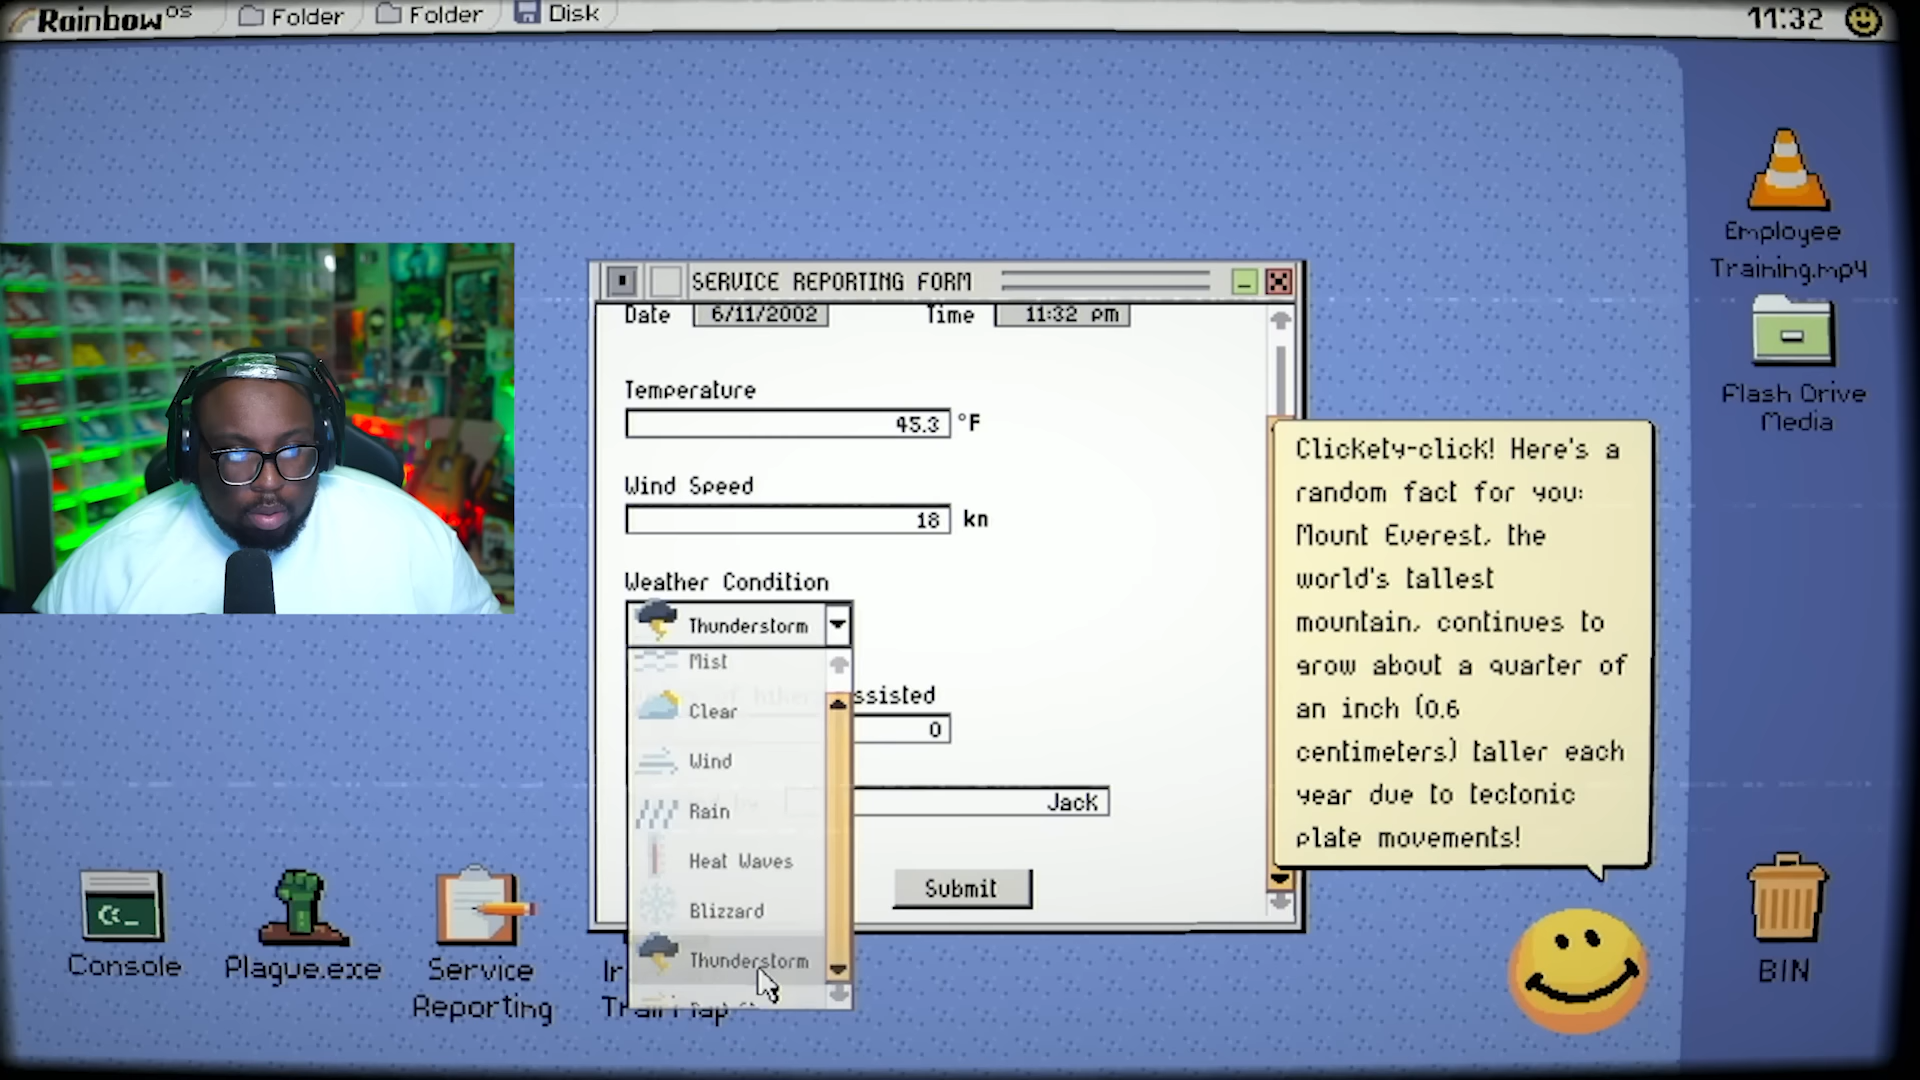 RainbowOS
Folder
Folder
Disk
11:32
Employee
Training.mp4
Flash Drive
Media
SERVICE REPORTING FORM
Date 6/11/2002 Time 11:32 pm
Temperature
45.3 °F
Wind Speed
18 kn
Weather Condition
Thunderstorm
Mist
Clear
Wind
Rain
Heat Waves
Blizzard
Thunderstorm
ssisted
0
Jack
Submit
Clickety-click! Here's a
random fact for you:
Mount Everest, the
world's tallest
mountain, continues to
grow about a quarter of
an inch (0.6
centimeters) taller each
year due to tectonic
plate movements!
Console
Plague.exe
Service
Reporting
BIN